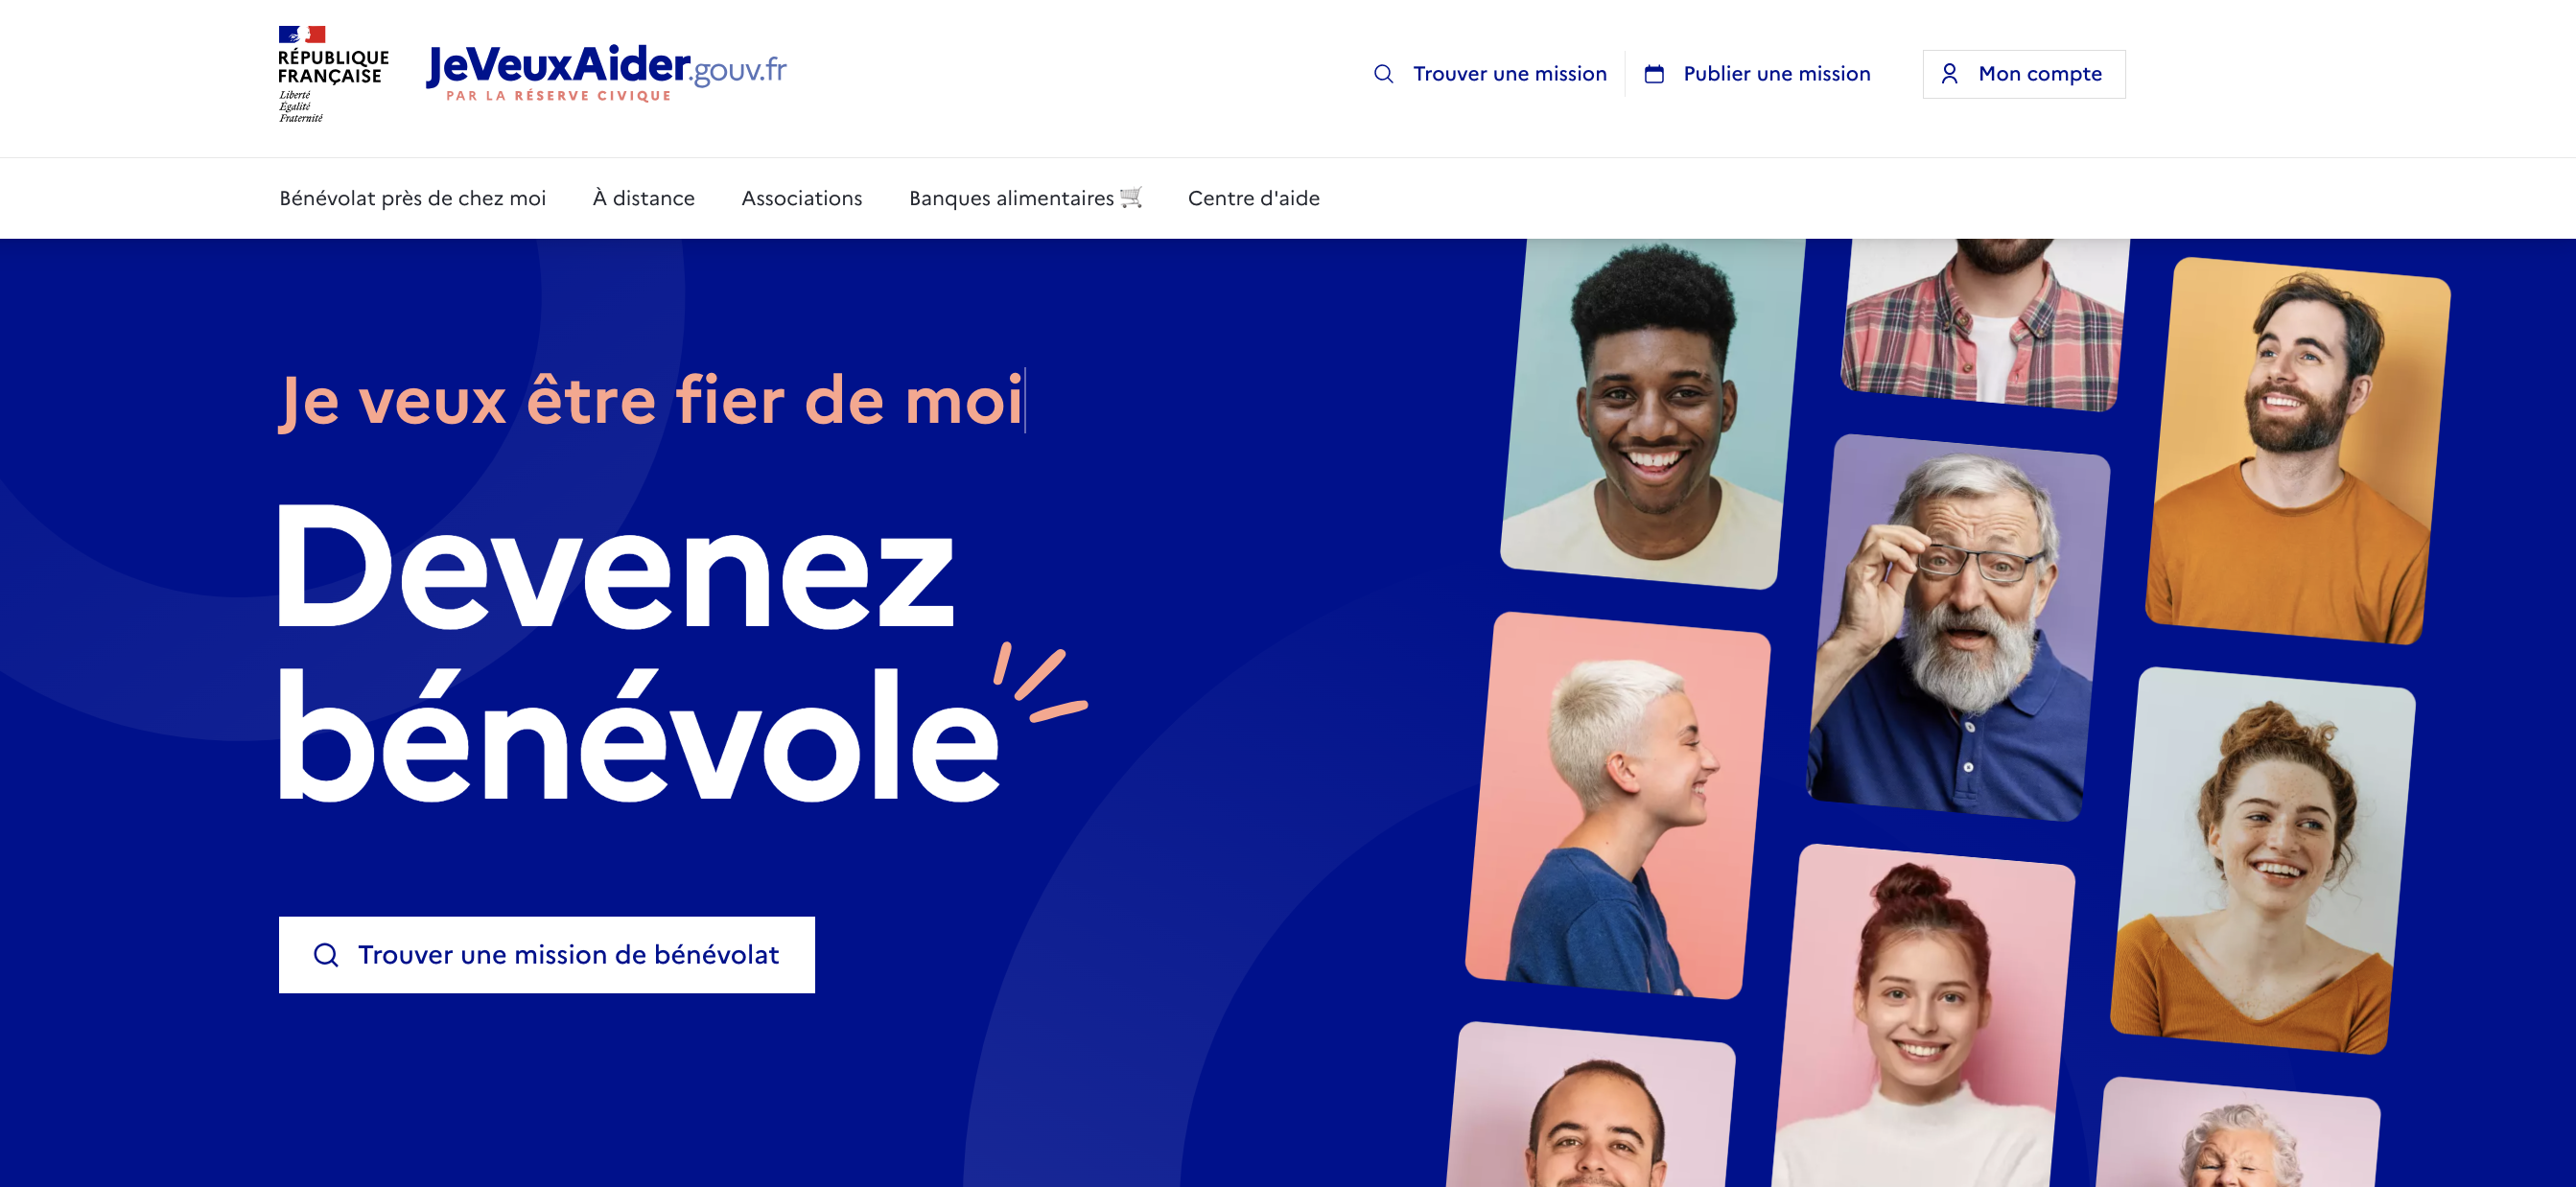 RÉPUBLIQUE
FRANÇAISE
Liberté
Égalité
Fraternité
JeVeuxAider.gouv.fr
PAR LA RÉSERVE CIVIQUE
Trouver une mission
Publier une mission
Mon compte
Bénévolat près de chez moi
À distance
Associations
Banques alimentaires 🛒
Centre d'aide
Je veux être fier de moi
Devenez
bénévole
Trouver une mission de bénévolat